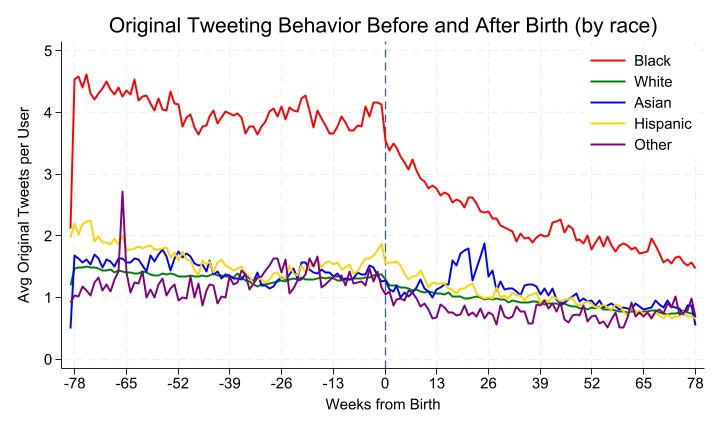 Original Tweeting Behavior Before and After Birth (by race)
Avg Original Tweets per User
5
4
3
2
1
0
Black
White
Asian
Hispanic
Other
-78 -65 -52 -39 -26 -13 0 13 26 39 52 65 78
Weeks from Birth